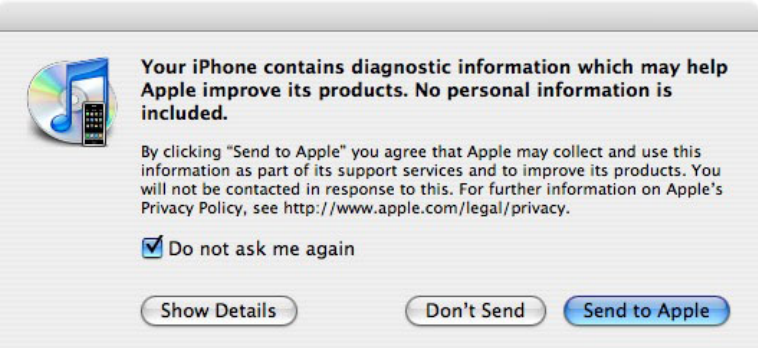 Your iPhone contains diagnostic information which may help
Apple improve its products. No personal information is
included.
By clicking “Send to Apple” you agree that Apple may collect and use this
information as part of its support services and to improve its products. You
will not be contacted in response to this. For further information on Apple’s
Privacy Policy, see http://www.apple.com/legal/privacy.
Do not ask me again
Show Details Don’t Send Send to Apple